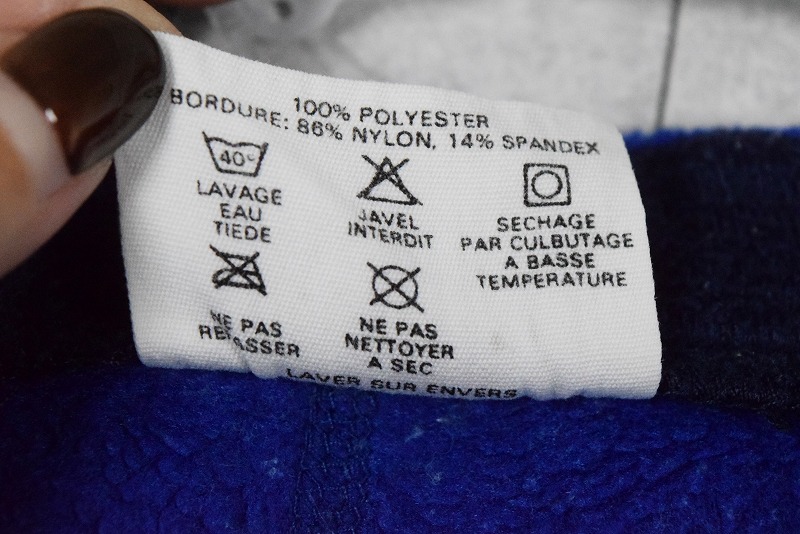 100% POLYESTER
BORDURE: 86% NYLON, 14% SPANDEX
40c
LAVAGE
EAU
TIEDE
JAVEL
INTERDIT
SECHAGE
PAR CULBUTAGE
A BASSE
TEMPERATURE
NE PAS
REPASSER
NE PAS
NETTOYER
A SEC
LAVER SUR ENVERS